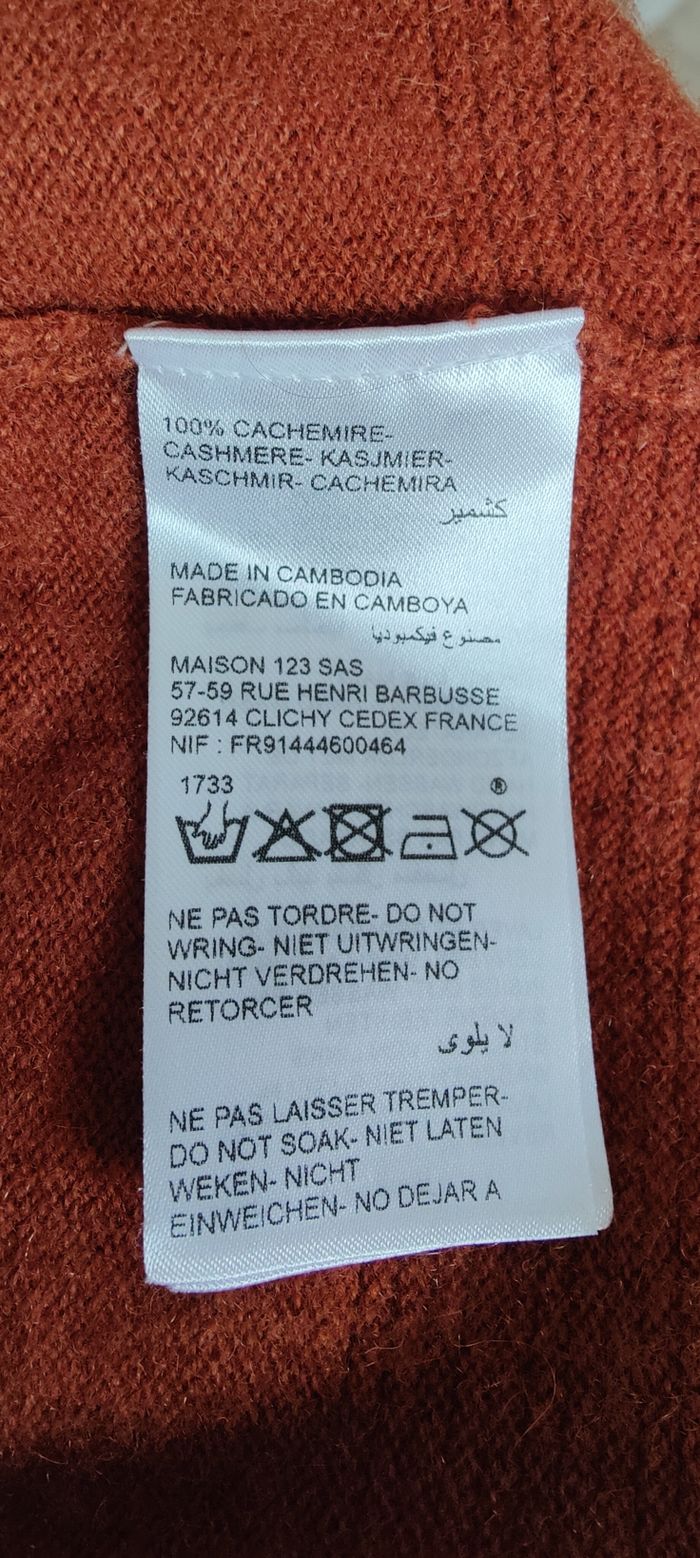 100% CACHEMIRE-
CASHMERE- KASJMIER-
KASCHMIR- CACHEMIRA
كشمير
MADE IN CAMBODIA
FABRICADO EN CAMBOYA
مصنوع فيكمبوديا
MAISON 123 SAS
57-59 RUE HENRI BARBUSSE
92614 CLICHY CEDEX FRANCE
NIF : FR91444600464
1733 ®
NE PAS TORDRE- DO NOT
WRING- NIET UITWRINGEN-
NICHT VERDREHEN- NO
RETORCER
لا يلوى
NE PAS LAISSER TREMPER-
DO NOT SOAK- NIET LATEN
WEKEN- NICHT
EINWEICHEN- NO DEJAR A